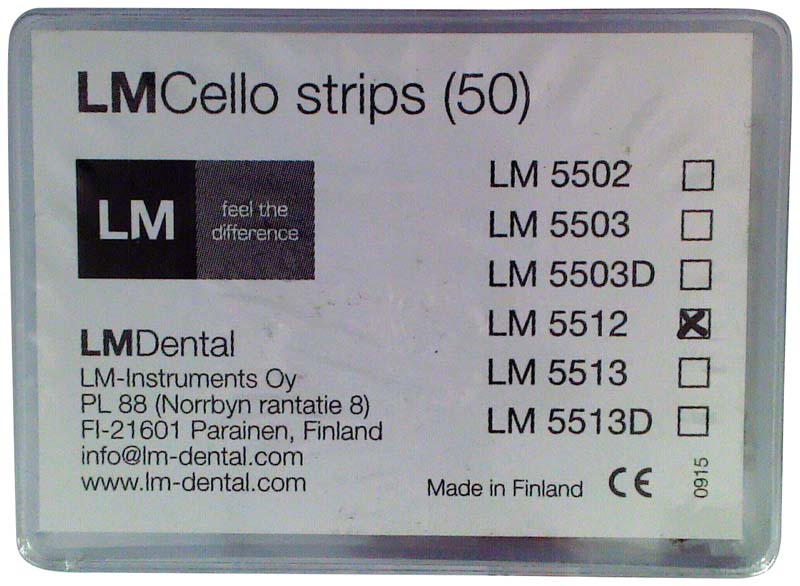 LMCello strips (50)
LM
feel the
difference
LM 5502
LM 5503
LM 5503D
LM 5512
LM 5513
LM 5513D
LMDental
LM-Instruments Oy
PL 88 (Norrbyn rantatie 8)
FI-21601 Parainen, Finland
info@lm-dental.com
www.lm-dental.com
Made in Finland CE
0915